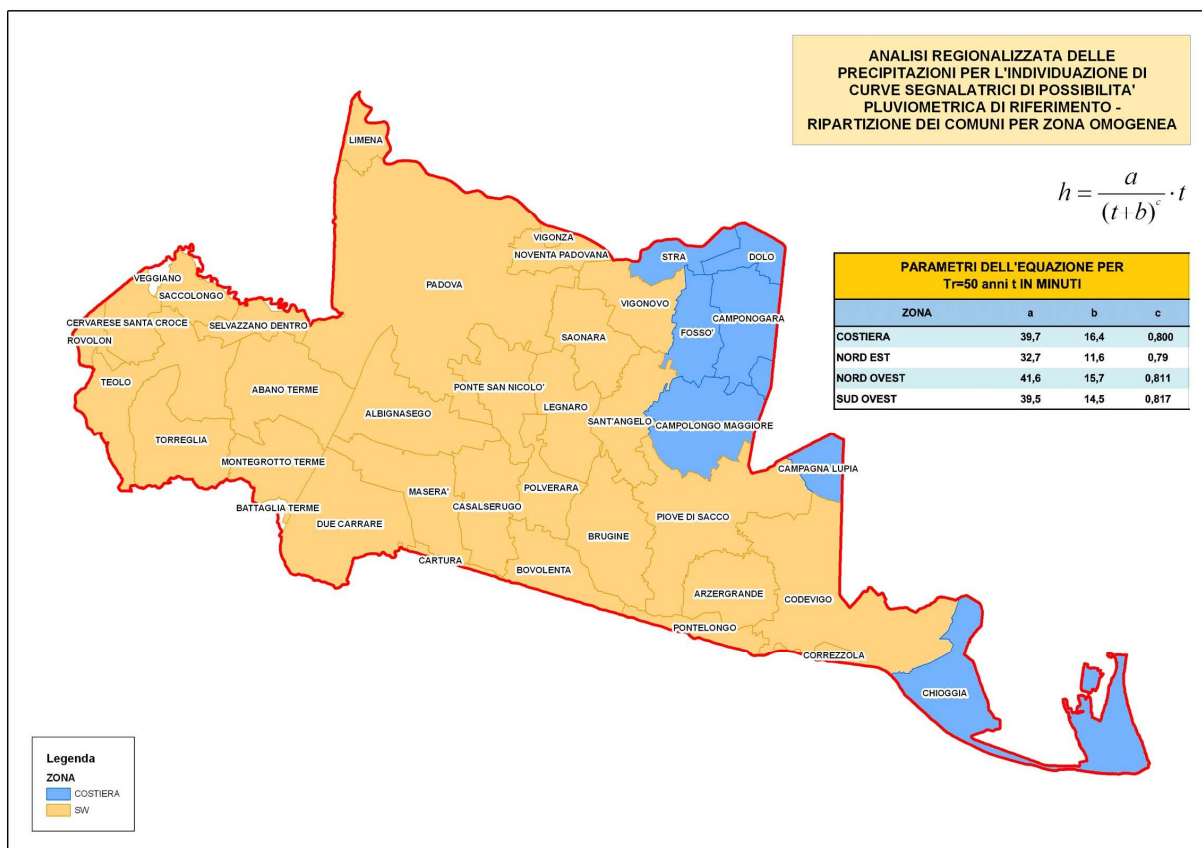 ANALISI REGIONALIZZATA DELLE
PRECIPITAZIONI PER L'INDIVIDUAZIONE DI
CURVE SEGNALATRICI DI POSSIBILITA'
PLUVIOMETRICA DI RIFERIMENTO -
RIPARTIZIONE DEI COMUNI PER ZONA OMOGENEA
h = a / (t+b)^c · t
PARAMETRI DELL'EQUAZIONE PER
Tr=50 anni t IN MINUTI
ZONA a b c
COSTIERA 39,7 16,4 0,800
NORD EST 32,7 11,6 0,79
NORD OVEST 41,6 15,7 0,811
SUD OVEST 39,5 14,5 0,817
LIMENA
VIGONZA
NOVENTA PADOVANA
STRA
DOLO
VEGGIANO
SACCOLONGO
PADOVA
VIGONOVO
CERVARESE SANTA CROCE
SELVAZZANO DENTRO
CAMPONOGARA
ROVOLON
SAONARA
FOSSO'
TEOLO
ABANO TERME
PONTE SAN NICOLO'
ALBIGNASEGO
LEGNARO
SANT'ANGELO
CAMPOLONGO MAGGIORE
TORREGLIA
MONTEGROTTO TERME
CAMPAGNA LUPIA
MASERA'
POLVERARA
BATTAGLIA TERME
CASALSERUGO
DUE CARRARE
PIOVE DI SACCO
BRUGINE
CARTURA
BOVOLENTA
ARZERGRANDE
CODEVIGO
PONTELONGO
CORREZZOLA
CHIOGGIA
Legenda
ZONA
COSTIERA
SW